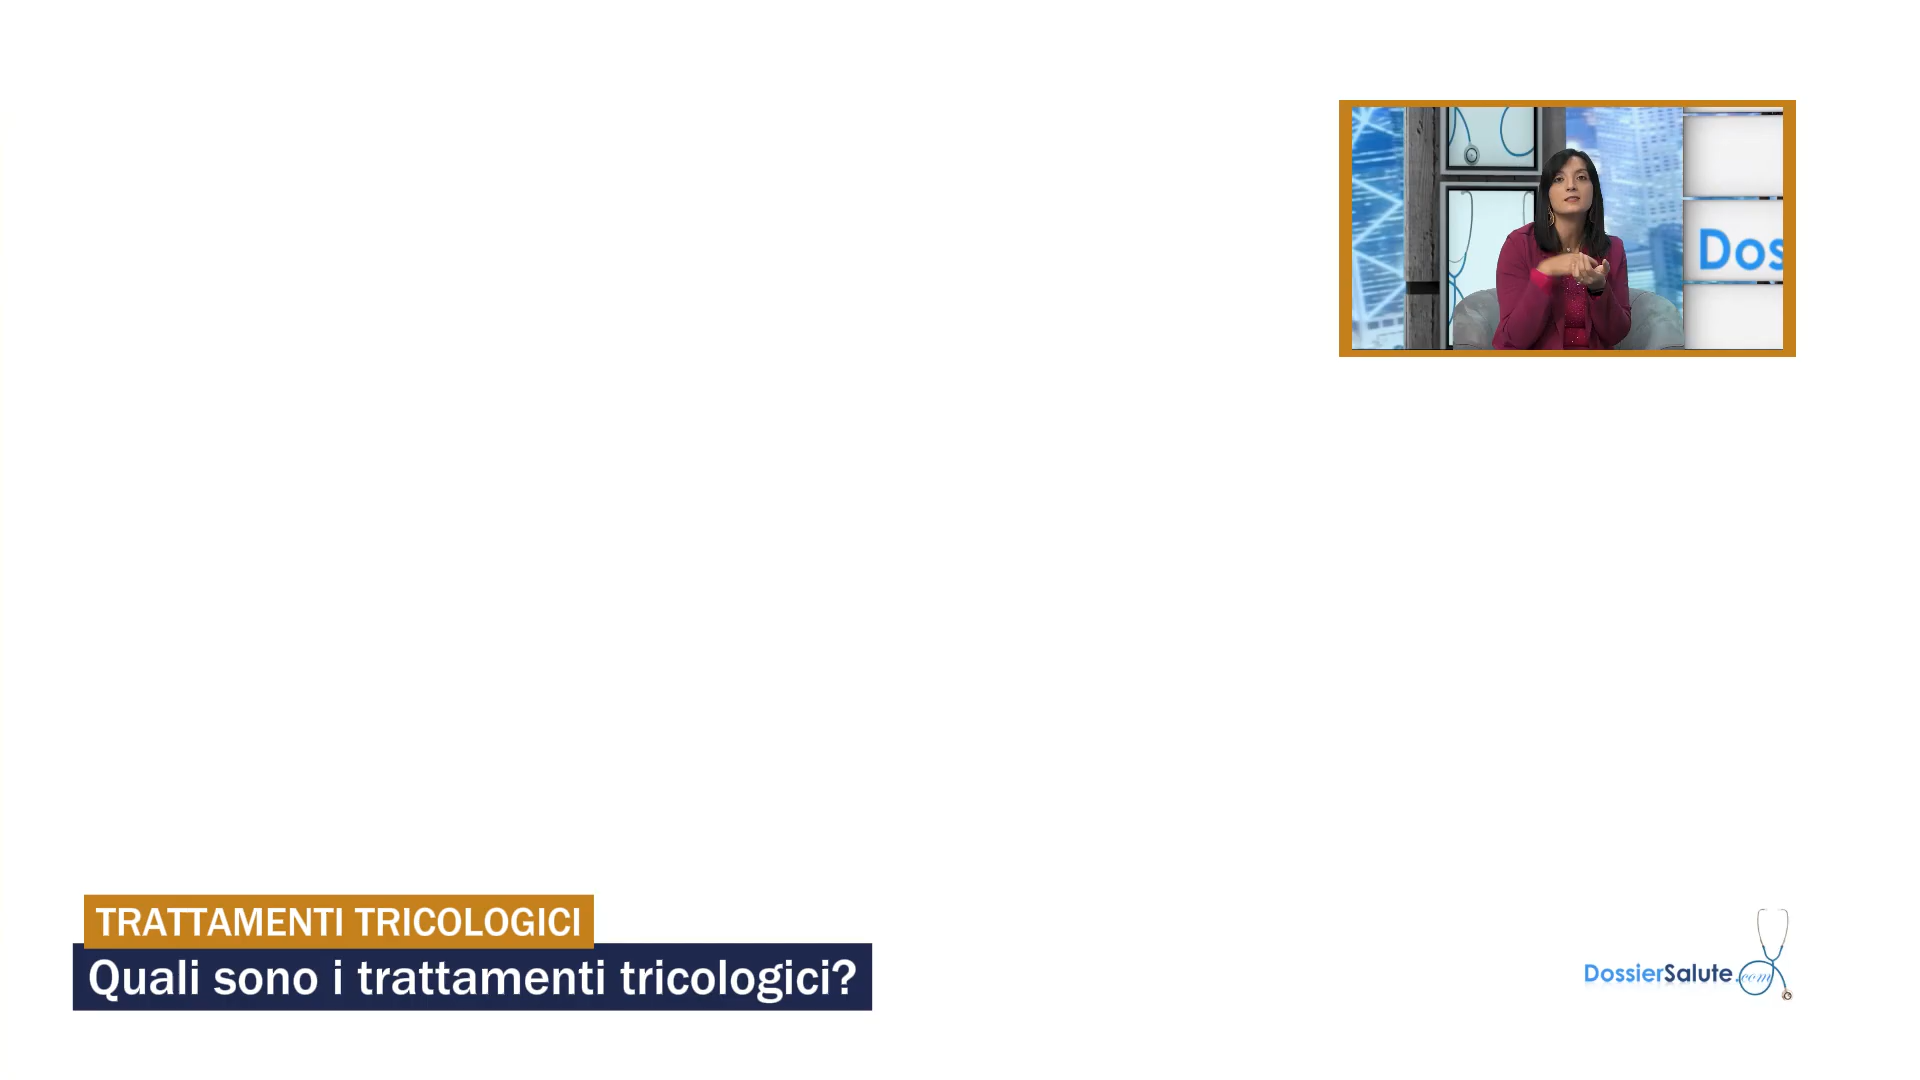 Dos
TRATTAMENTI TRICOLOGICI
Quali sono i trattamenti tricologici?
DossierSalute.com